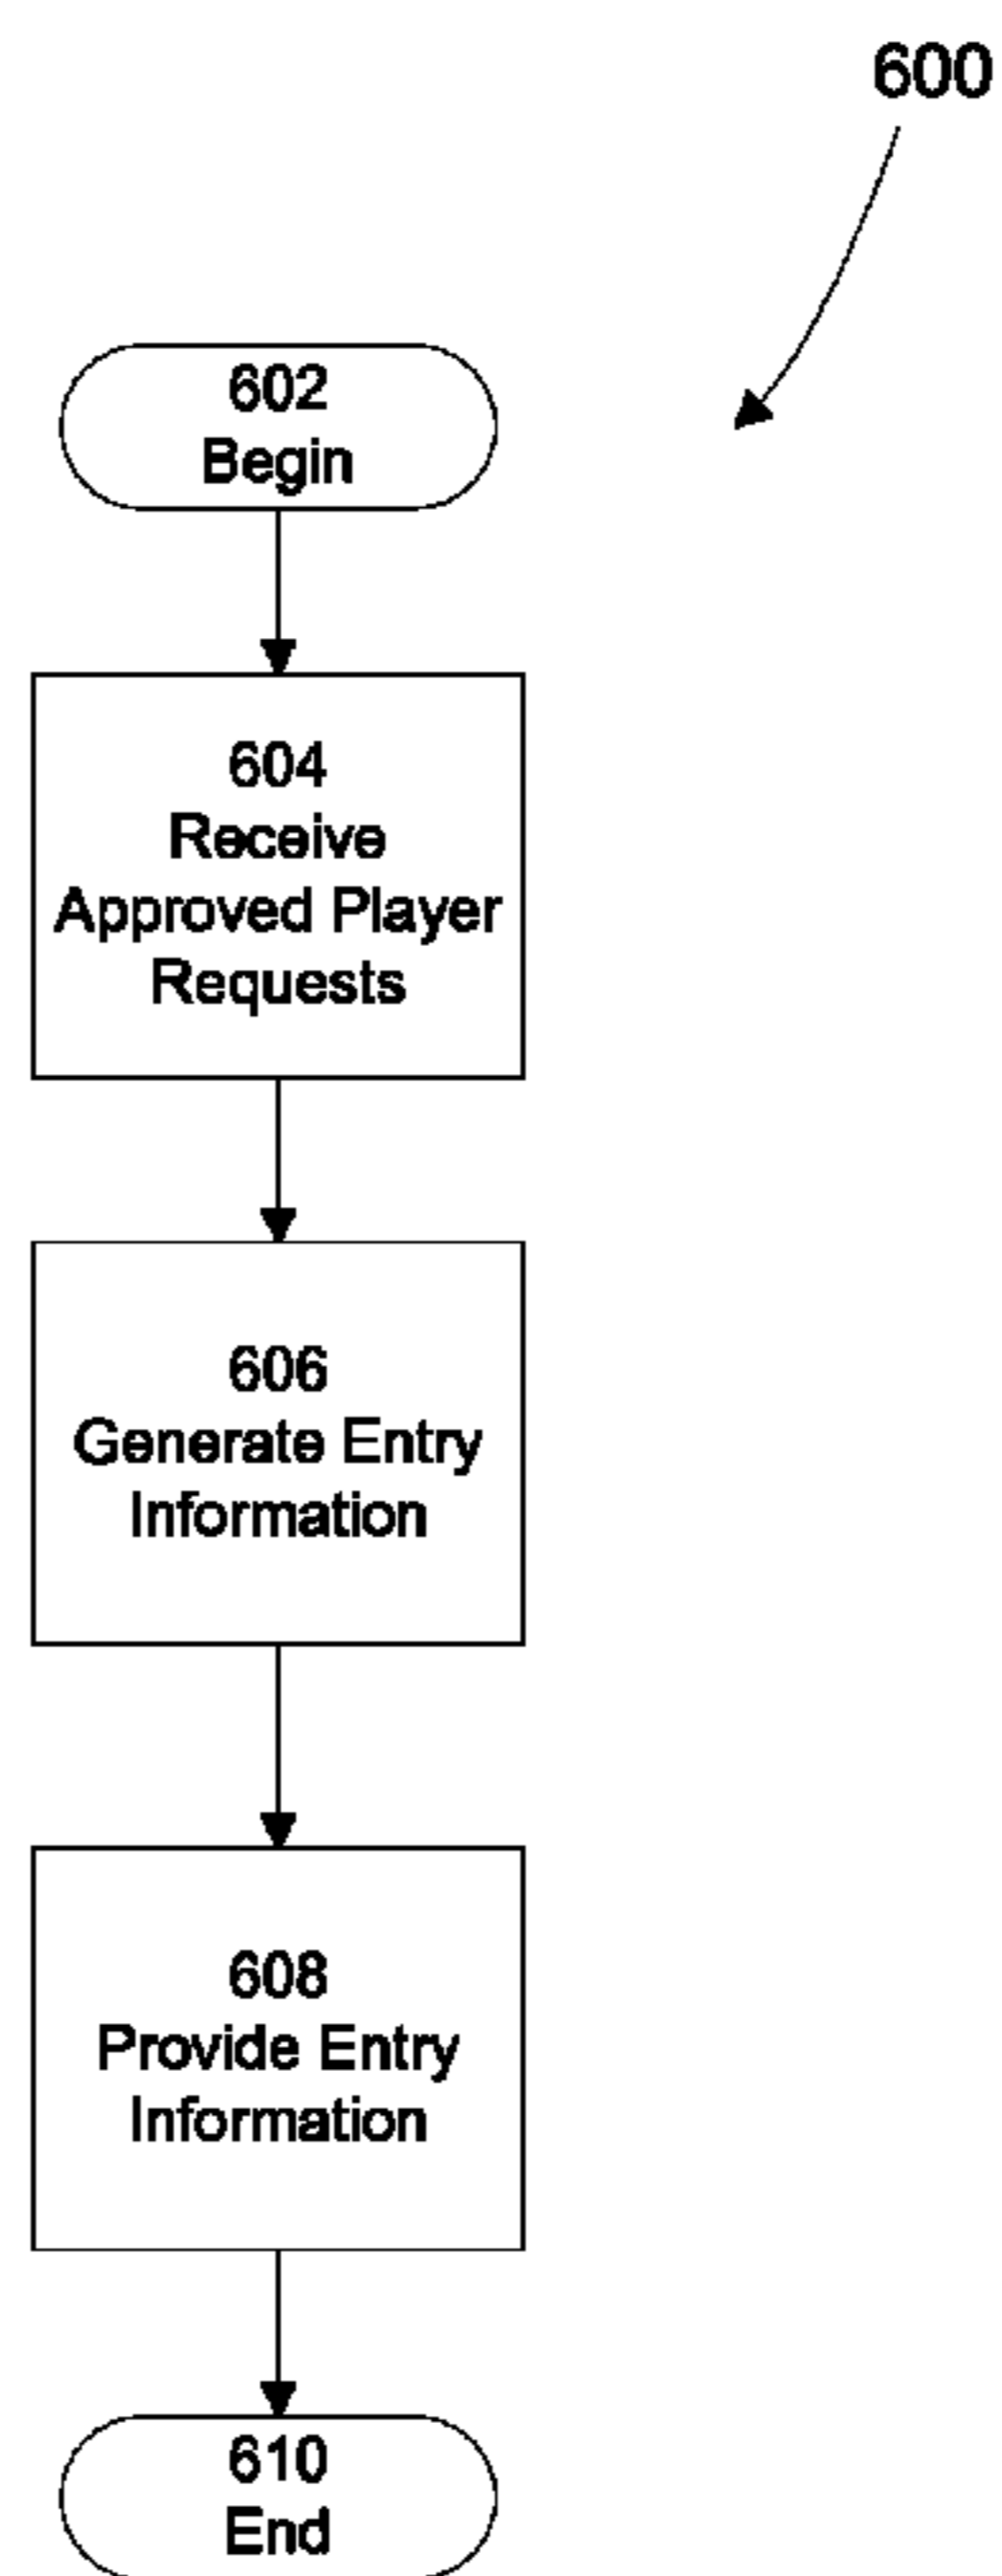 600
602
Begin
604
Receive
Approved Player
Requests
606
Generate Entry
Information
608
Provide Entry
Information
610
End